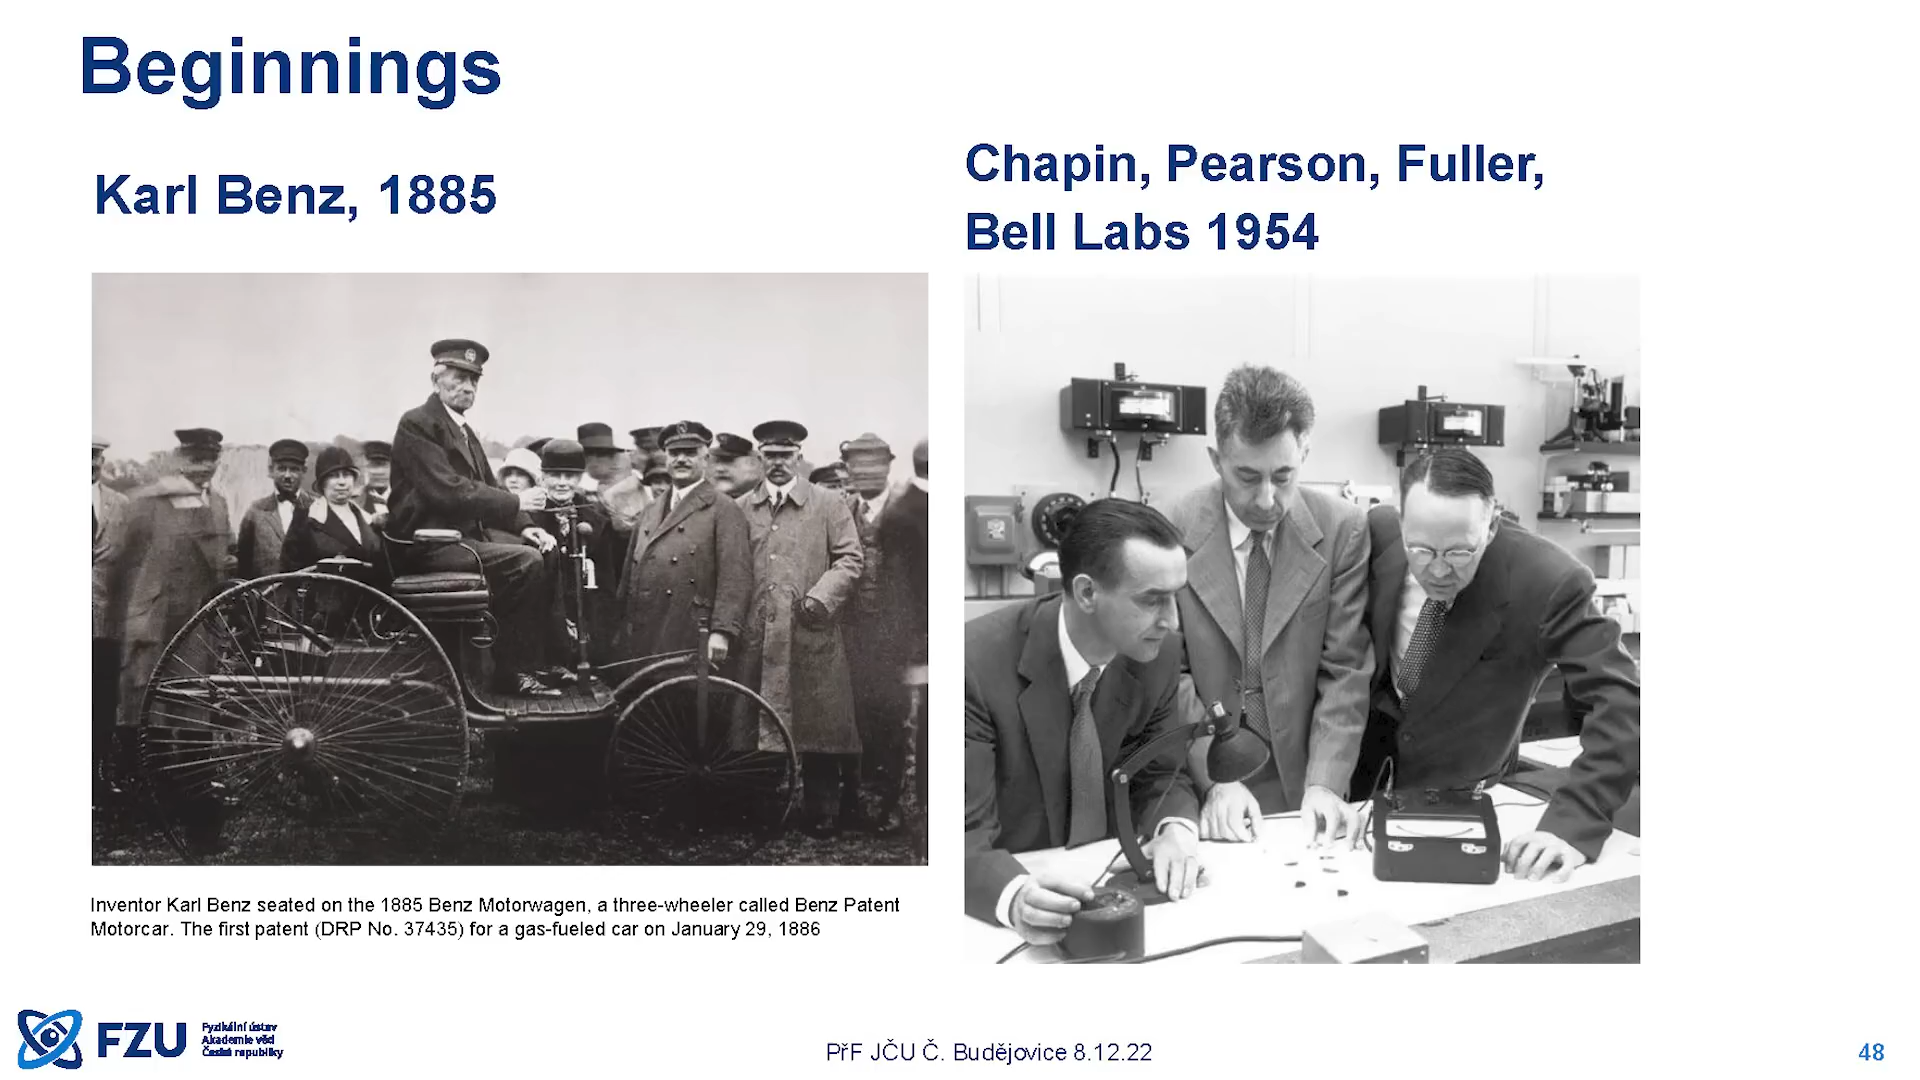 Beginnings
Karl Benz, 1885
Chapin, Pearson, Fuller,
Bell Labs 1954
Inventor Karl Benz seated on the 1885 Benz Motorwagen, a three-wheeler called Benz Patent
Motorcar. The first patent (DRP No. 37435) for a gas-fueled car on January 29, 1886
FZU
Fyzikální ústav
Akademie věd
České republiky
PřF JČU Č. Budějovice 8.12.22
48